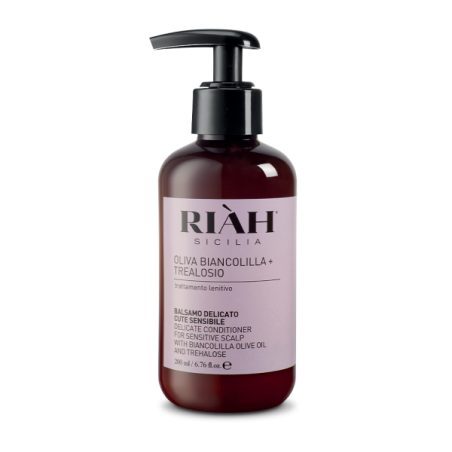 RIÀH
SICILIA
OLIVA BIANCOLILLA +
TREALOSIO
trattamento lenitivo
BALSAMO DELICATO
CUTE SENSIBILE
DELICATE CONDITIONER
FOR SENSITIVE SCALP
WITH BIANCOLILLA OLIVE OIL
AND TREHALOSE
200 ml / 6.76 fl. oz. ℮